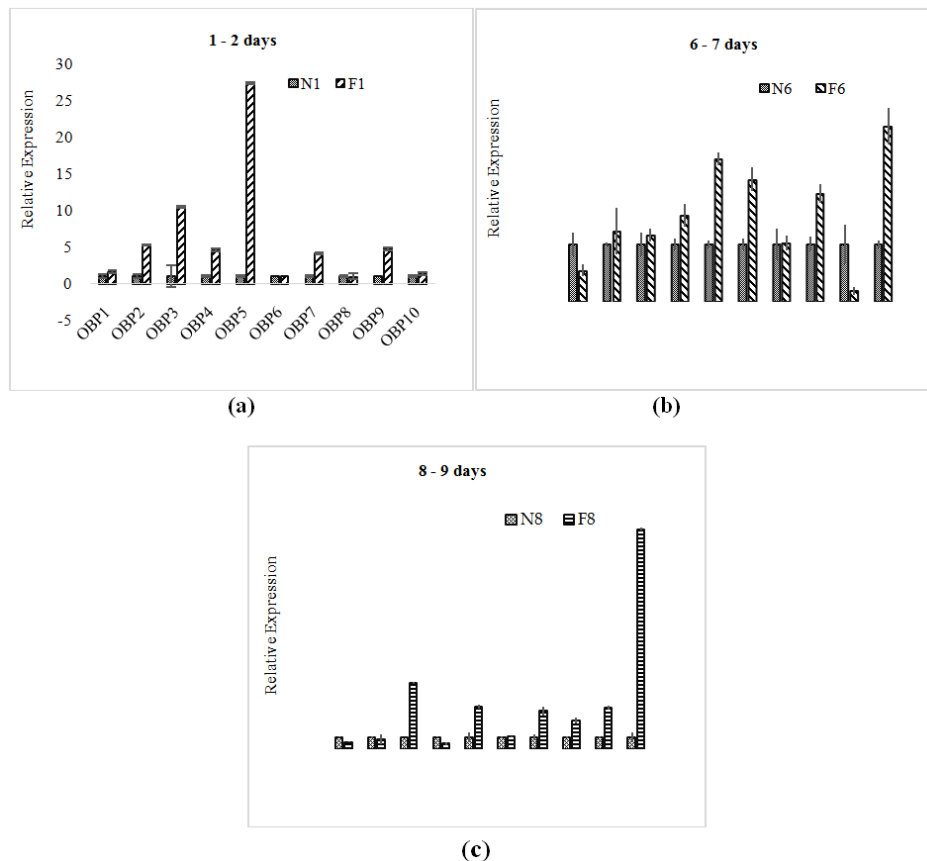 1 - 2 days
30
25
20
15
10
5
0
-5
Relative Expression
N1 F1
OBP1 OBP2 OBP3 OBP4 OBP5 OBP6 OBP7 OBP8 OBP9 OBP10
(a)
6 - 7 days
Relative Expression
N6 F6
(b)
8 - 9 days
Relative Expression
N8 F8
(c)